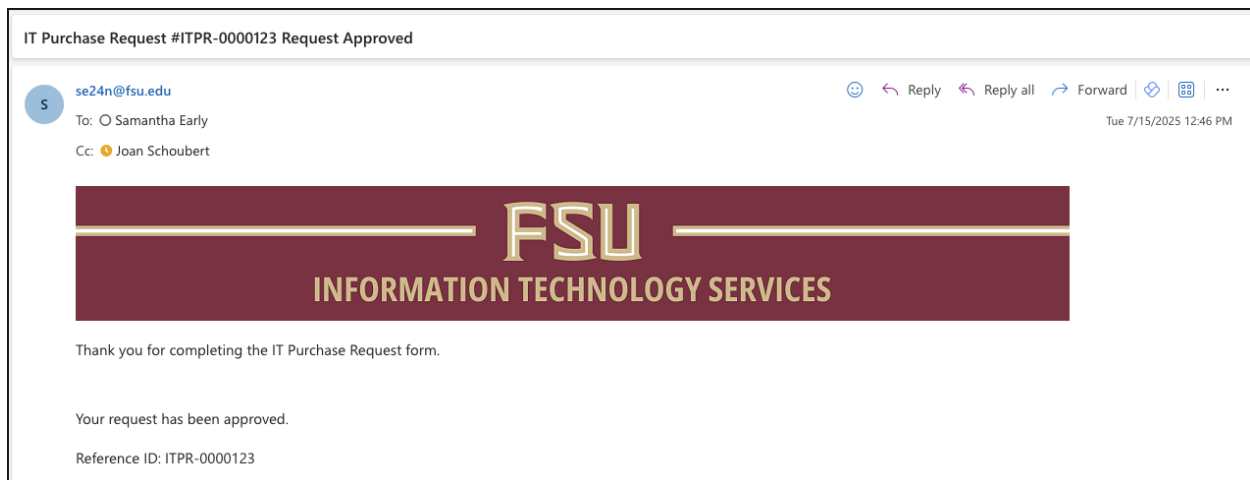 IT Purchase Request #ITPR-0000123 Request Approved
S
se24n@fsu.edu
Reply
Reply all
Forward
To: Samantha Early
Tue 7/15/2025 12:46 PM
Cc: Joan Schoubert
FSU
INFORMATION TECHNOLOGY SERVICES
Thank you for completing the IT Purchase Request form.
Your request has been approved.
Reference ID: ITPR-0000123